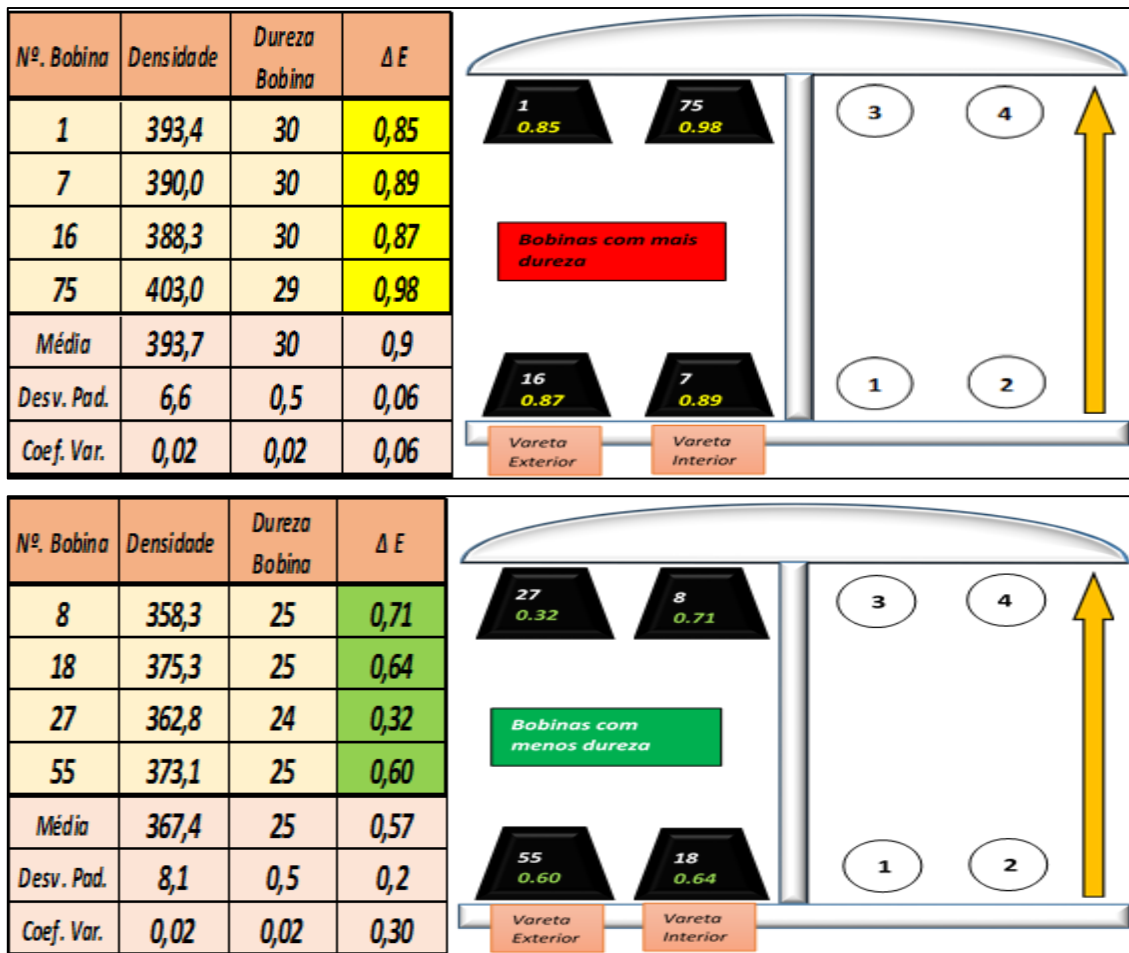 Nº. Bobina Densidade Dureza Bobina Δ E
1 393,4 30 0,85
7 390,0 30 0,89
16 388,3 30 0,87
75 403,0 29 0,98
Média 393,7 30 0,9
Desv. Pad. 6,6 0,5 0,06
Coef. Var. 0,02 0,02 0,06
1
0.85
75
0.98
3
4
Bobinas com mais
dureza
16
0.87
7
0.89
1
2
Vareta
Exterior
Vareta
Interior
Nº. Bobina Densidade Dureza Bobina Δ E
8 358,3 25 0,71
18 375,3 25 0,64
27 362,8 24 0,32
55 373,1 25 0,60
Média 367,4 25 0,57
Desv. Pad. 8,1 0,5 0,2
Coef. Var. 0,02 0,02 0,30
27
0.32
8
0.71
3
4
Bobinas com
menos dureza
55
0.60
18
0.64
1
2
Vareta
Exterior
Vareta
Interior